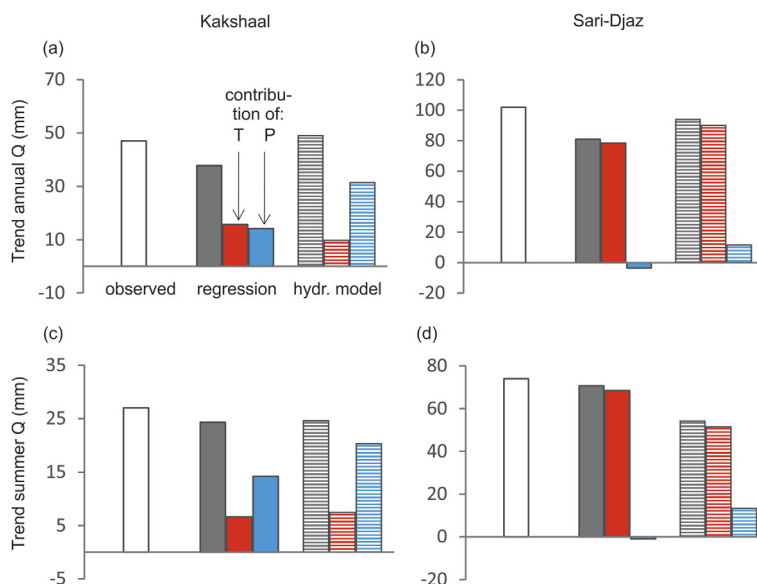 Kakshaal
Sari-Djaz
(a)
(b)
Trend annual Q (mm)
70
50
30
10
-10
contribu-
tion of:
T P
observed regression hydr. model
120
100
80
60
40
20
0
-20
(c)
(d)
Trend summer Q (mm)
35
25
15
5
-5
80
60
40
20
0
-20